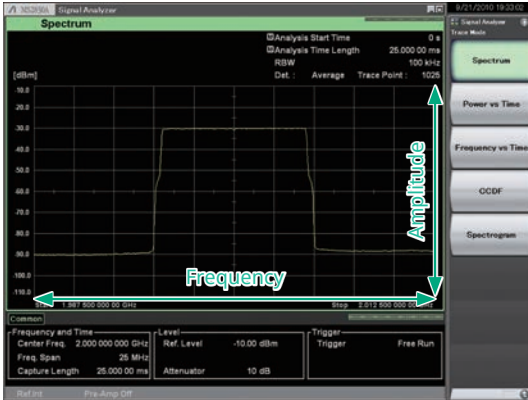 MS2690A Signal Analyzer
9/21/2010 19:33:02
Spectrum
Analysis Start Time 0 s
Analysis Time Length 25.000 00 ms
RBW 100 kHz
[dBm] Det. : Average Trace Point : 1025
-10.0
-20.0
-30.0
-40.0
-50.0
-60.0
-70.0
-80.0
-90.0
-100.0
-110.0
Amplitude
Frequency
Start 1.987 500 000 00 GHz Stop 2.012 500 000 00 GHz
Common
Frequency and Time
Center Freq. 2.000 000 000 GHz
Freq. Span 25 MHz
Capture Length 25.000 00 ms
Level
Ref. Level -10.00 dBm
Attenuator 10 dB
Trigger
Trigger Free Run
Ref.Int Pre-Amp Off
Signal Analyzer
Trace Mode
Spectrum
Power vs Time
Frequency vs Time
CCDF
Spectrogram